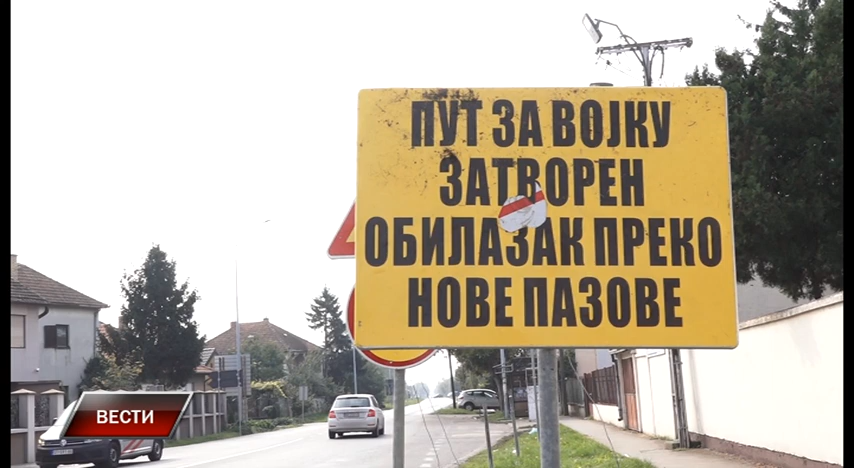 ПУТ ЗА ВОЈКУ
ЗАТВОРЕН
ОБИЛАЗАК ПРЕКО
НОВЕ ПАЗОВЕ
ВЕСТИ